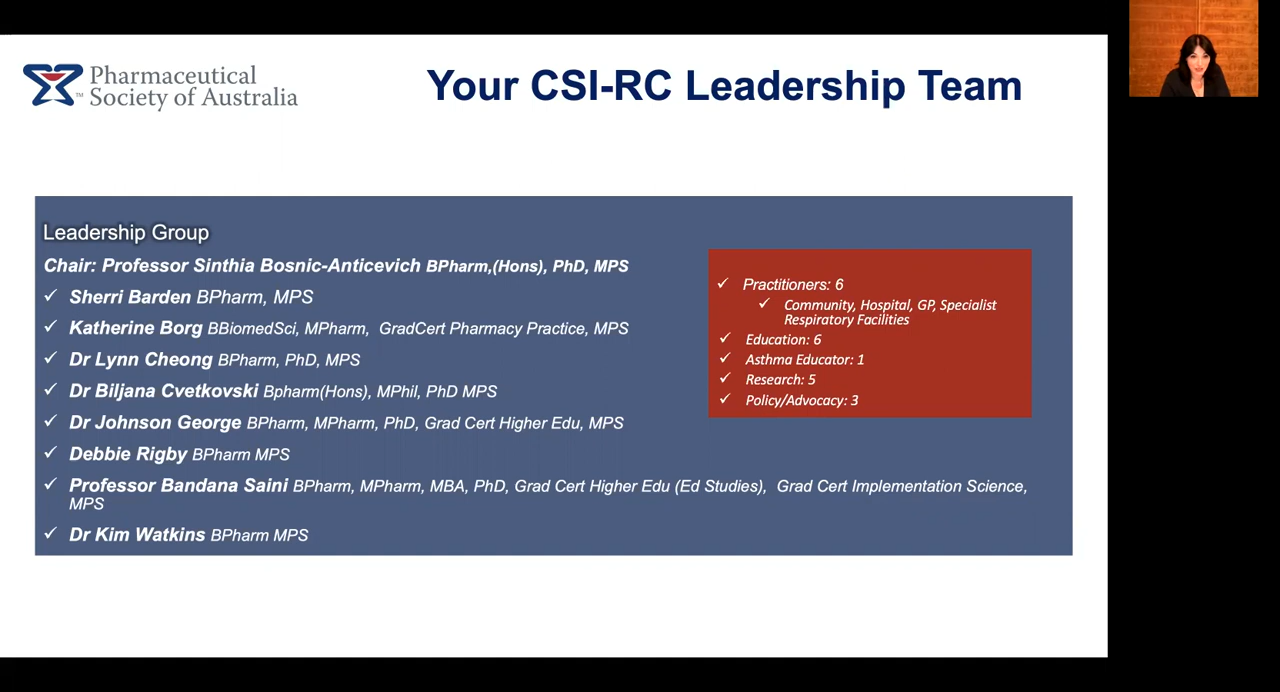 Pharmaceutical
Society of Australia
TM
Your CSI-RC Leadership Team
Leadership Group
Chair: Professor Sinthia Bosnic-Anticevich BPharm,(Hons), PhD, MPS
✓ Sherri Barden BPharm, MPS
✓ Katherine Borg BBiomedSci, MPharm, GradCert Pharmacy Practice, MPS
✓ Dr Lynn Cheong BPharm, PhD, MPS
✓ Dr Biljana Cvetkovski Bpharm(Hons), MPhil, PhD MPS
✓ Dr Johnson George BPharm, MPharm, PhD, Grad Cert Higher Edu, MPS
✓ Debbie Rigby BPharm MPS
✓ Professor Bandana Saini BPharm, MPharm, MBA, PhD, Grad Cert Higher Edu (Ed Studies), Grad Cert Implementation Science,
MPS
✓ Dr Kim Watkins BPharm MPS
✓ Practitioners: 6
✓ Community, Hospital, GP, Specialist
Respiratory Facilities
✓ Education: 6
✓ Asthma Educator: 1
✓ Research: 5
✓ Policy/Advocacy: 3